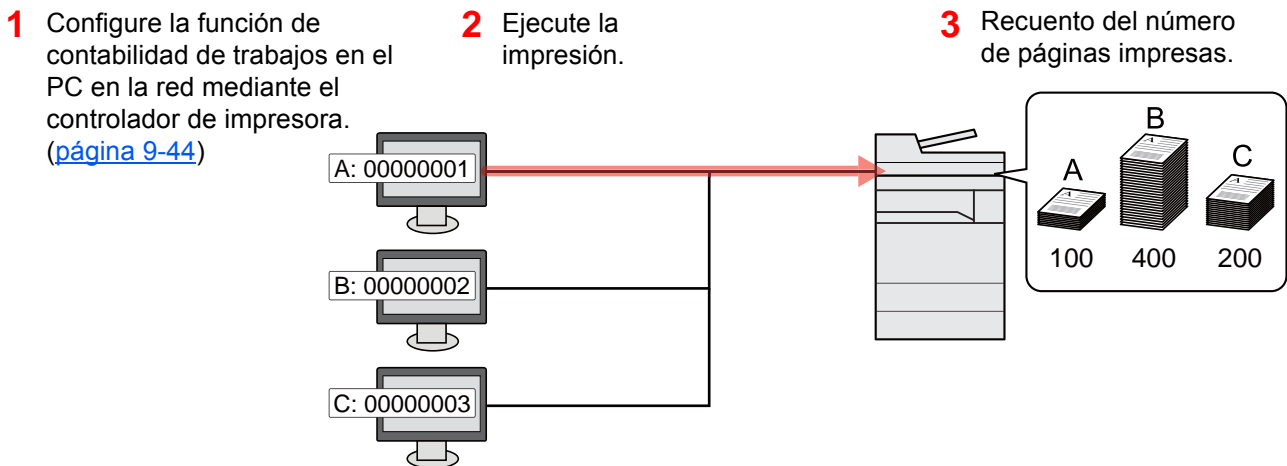 1 Configure la función de
contabilidad de trabajos en el
PC en la red mediante el
controlador de impresora.
(página 9-44)
2 Ejecute la
impresión.
3 Recuento del número
de páginas impresas.
A: 00000001
B: 00000002
C: 00000003
A
B
C
100 400 200